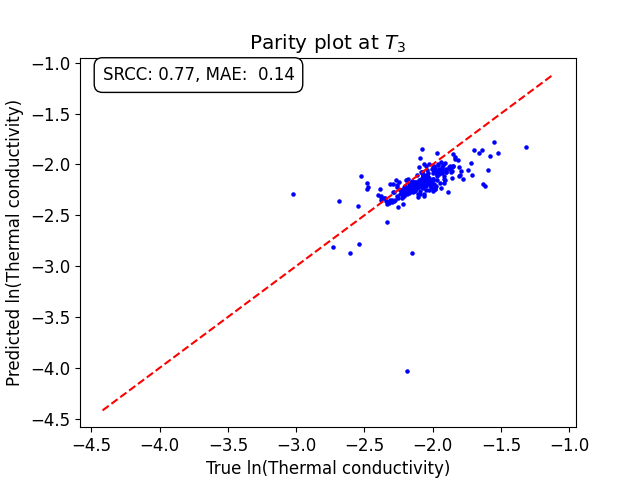 Parity plot at T₃
SRCC: 0.77, MAE:  0.14
Predicted ln(Thermal conductivity)
−1.0
−1.5
−2.0
−2.5
−3.0
−3.5
−4.0
−4.5
−4.5 −4.0 −3.5 −3.0 −2.5 −2.0 −1.5 −1.0
True ln(Thermal conductivity)